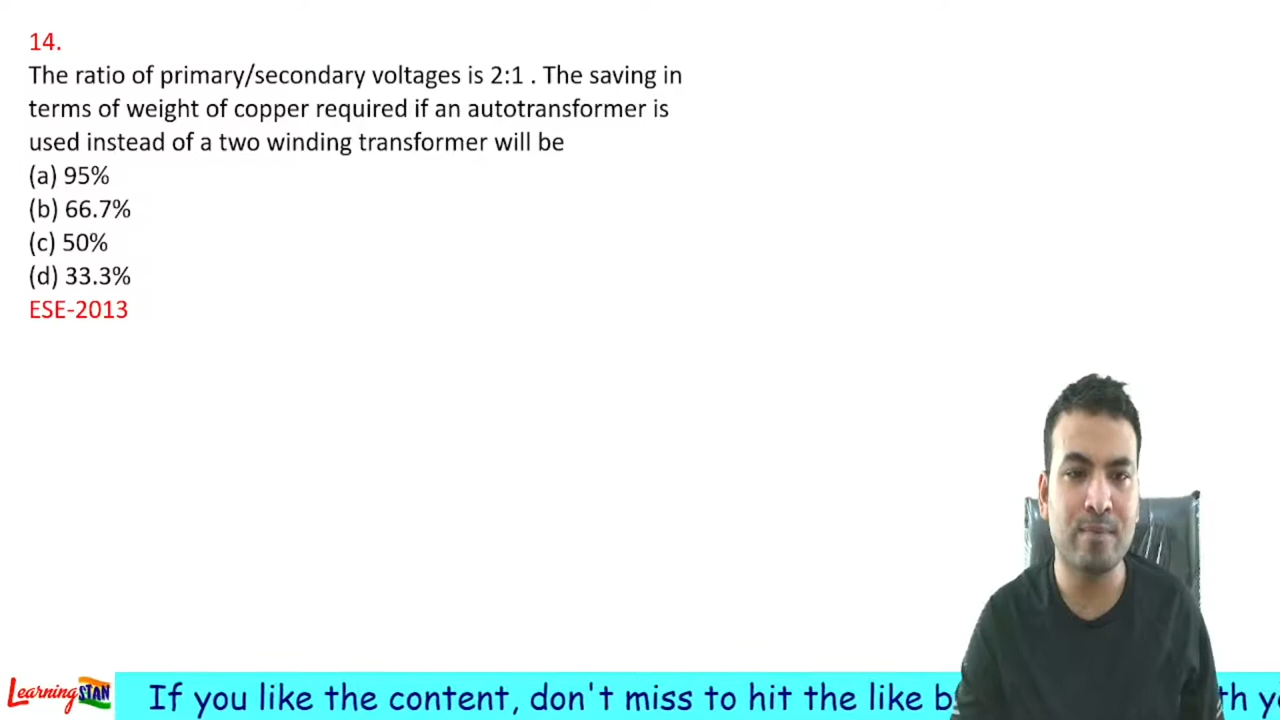 14.
The ratio of primary/secondary voltages is 2:1 . The saving in
terms of weight of copper required if an autotransformer is
used instead of a two winding transformer will be
(a) 95%
(b) 66.7%
(c) 50%
(d) 33.3%
ESE-2013
LearningSTAN
If you like the content, don't miss to hit the like